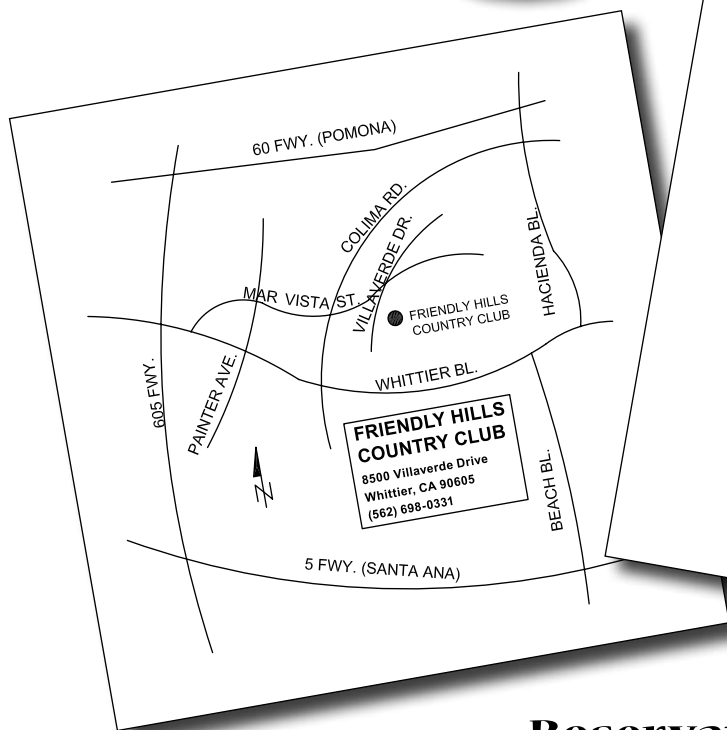 60 FWY. (POMONA)
COLIMA RD.
VILLAVERDE DR.
HACIENDA BL.
MAR VISTA ST.
FRIENDLY HILLS
COUNTRY CLUB
605 FWY.
PAINTER AVE.
WHITTIER BL.
FRIENDLY HILLS
COUNTRY CLUB
8500 Villaverde Drive
Whittier, CA 90605
(562) 698-0331
N
BEACH BL.
5 FWY. (SANTA ANA)